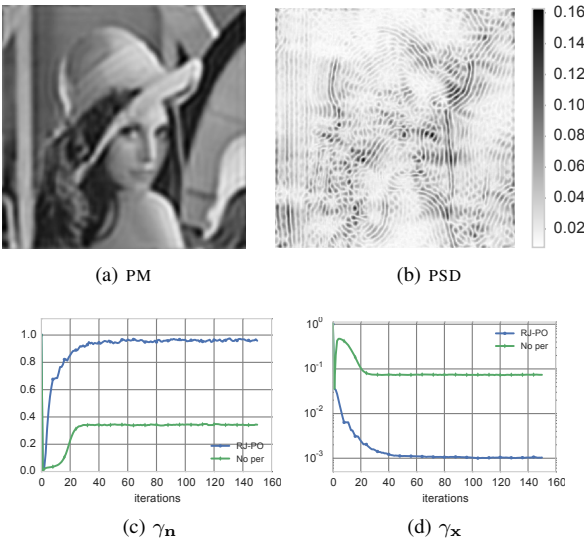 0.16
0.14
0.12
0.10
0.08
0.06
0.04
0.02
(a) PM
(b) PSD
1.0
0.8
0.6
0.4
0.2
0.0
RJ-PO
No per
0 20 40 60 80 100 120 140 160
iterations
(c) γn
10^0
10^-1
10^-2
10^-3
RJ-PO
No per
0 20 40 60 80 100 120 140 160
iterations
(d) γx